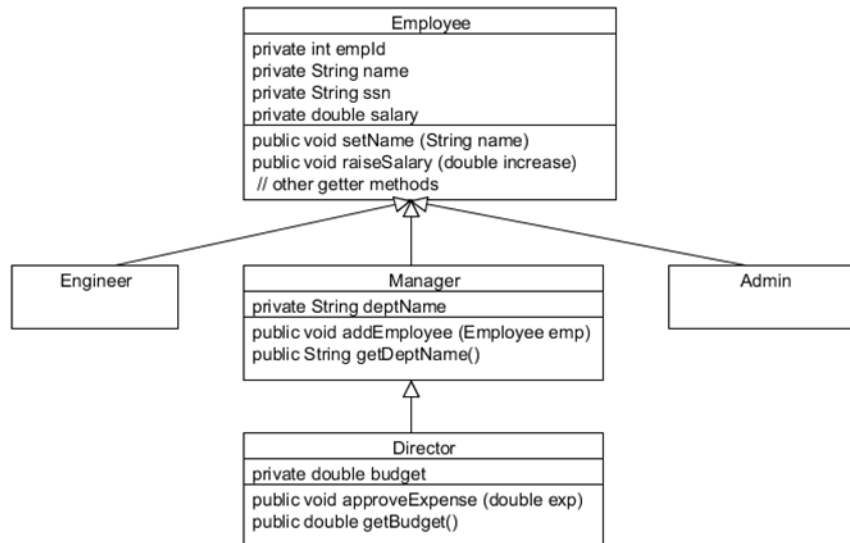 Employee
private int empId
private String name
private String ssn
private double salary
public void setName (String name)
public void raiseSalary (double increase)
// other getter methods
Engineer
Manager
private String deptName
public void addEmployee (Employee emp)
public String getDeptName()
Admin
Director
private double budget
public void approveExpense (double exp)
public double getBudget()